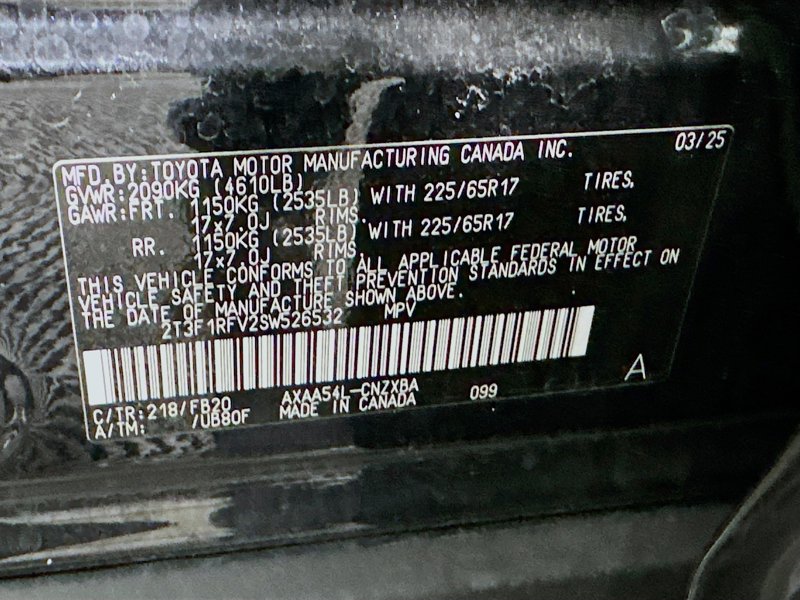 MFD. BY: TOYOTA MOTOR MANUFACTURING CANADA INC. 03/25
GVWR: 2090KG (4610LB)
GAWR: FRT. 1150KG (2535LB) WITH 225/65R17 TIRES,
17x7.0J RIMS.
RR. 1150KG (2535LB) WITH 225/65R17 TIRES,
17x7.0J RIMS
THIS VEHICLE CONFORMS TO ALL APPLICABLE FEDERAL MOTOR
VEHICLE SAFETY AND THEFT PREVENTION STANDARDS IN EFFECT ON
THE DATE OF MANUFACTURE SHOWN ABOVE.
2T3F1RFV2SW526532 MPV
C/TR: 218/FB20 AXAA54L-CNZXBA 099 A
A/TM: /UB80F MADE IN CANADA